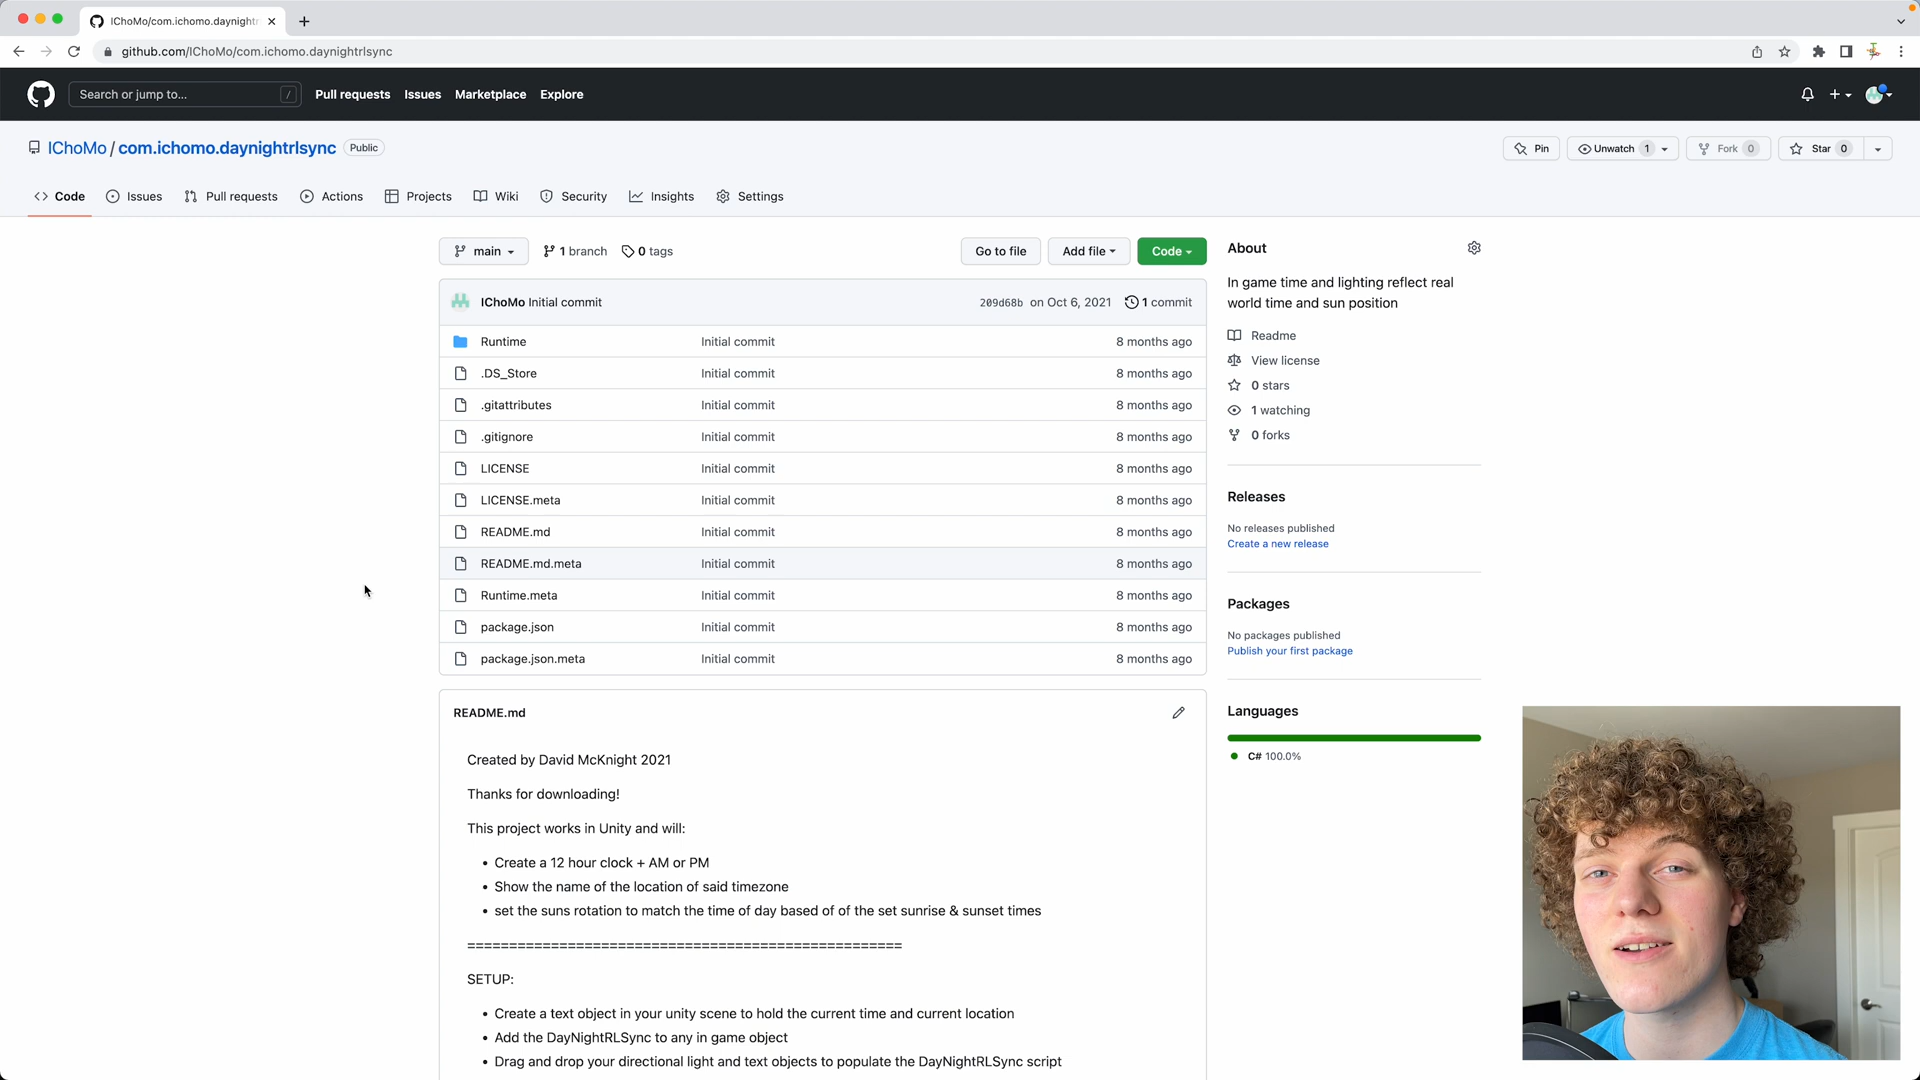 IChoMo/com.ichomo.daynightr
github.com/IChoMo/com.ichomo.daynightrlsync
Search or jump to...
/
Pull requests
Issues
Marketplace
Explore
IChoMo / com.ichomo.daynightrlsync
Public
Pin
Unwatch 1
Fork 0
Star 0
Code
Issues
Pull requests
Actions
Projects
Wiki
Security
Insights
Settings
main
1 branch
0 tags
Go to file
Add file
Code
IChoMo Initial commit
209d68b on Oct 6, 2021
1 commit
Runtime Initial commit 8 months ago
.DS_Store Initial commit 8 months ago
.gitattributes Initial commit 8 months ago
.gitignore Initial commit 8 months ago
LICENSE Initial commit 8 months ago
LICENSE.meta Initial commit 8 months ago
README.md Initial commit 8 months ago
README.md.meta Initial commit 8 months ago
Runtime.meta Initial commit 8 months ago
package.json Initial commit 8 months ago
package.json.meta Initial commit 8 months ago
README.md
Created by David McKnight 2021
Thanks for downloading!
This project works in Unity and will:
• Create a 12 hour clock + AM or PM
• Show the name of the location of said timezone
• set the suns rotation to match the time of day based of of the set sunrise & sunset times
====================================================
SETUP:
• Create a text object in your unity scene to hold the current time and current location
• Add the DayNightRLSync to any in game object
• Drag and drop your directional light and text objects to populate the DayNightRLSync script
About
In game time and lighting reflect real
world time and sun position
Readme
View license
0 stars
1 watching
0 forks
Releases
No releases published
Create a new release
Packages
No packages published
Publish your first package
Languages
C# 100.0%